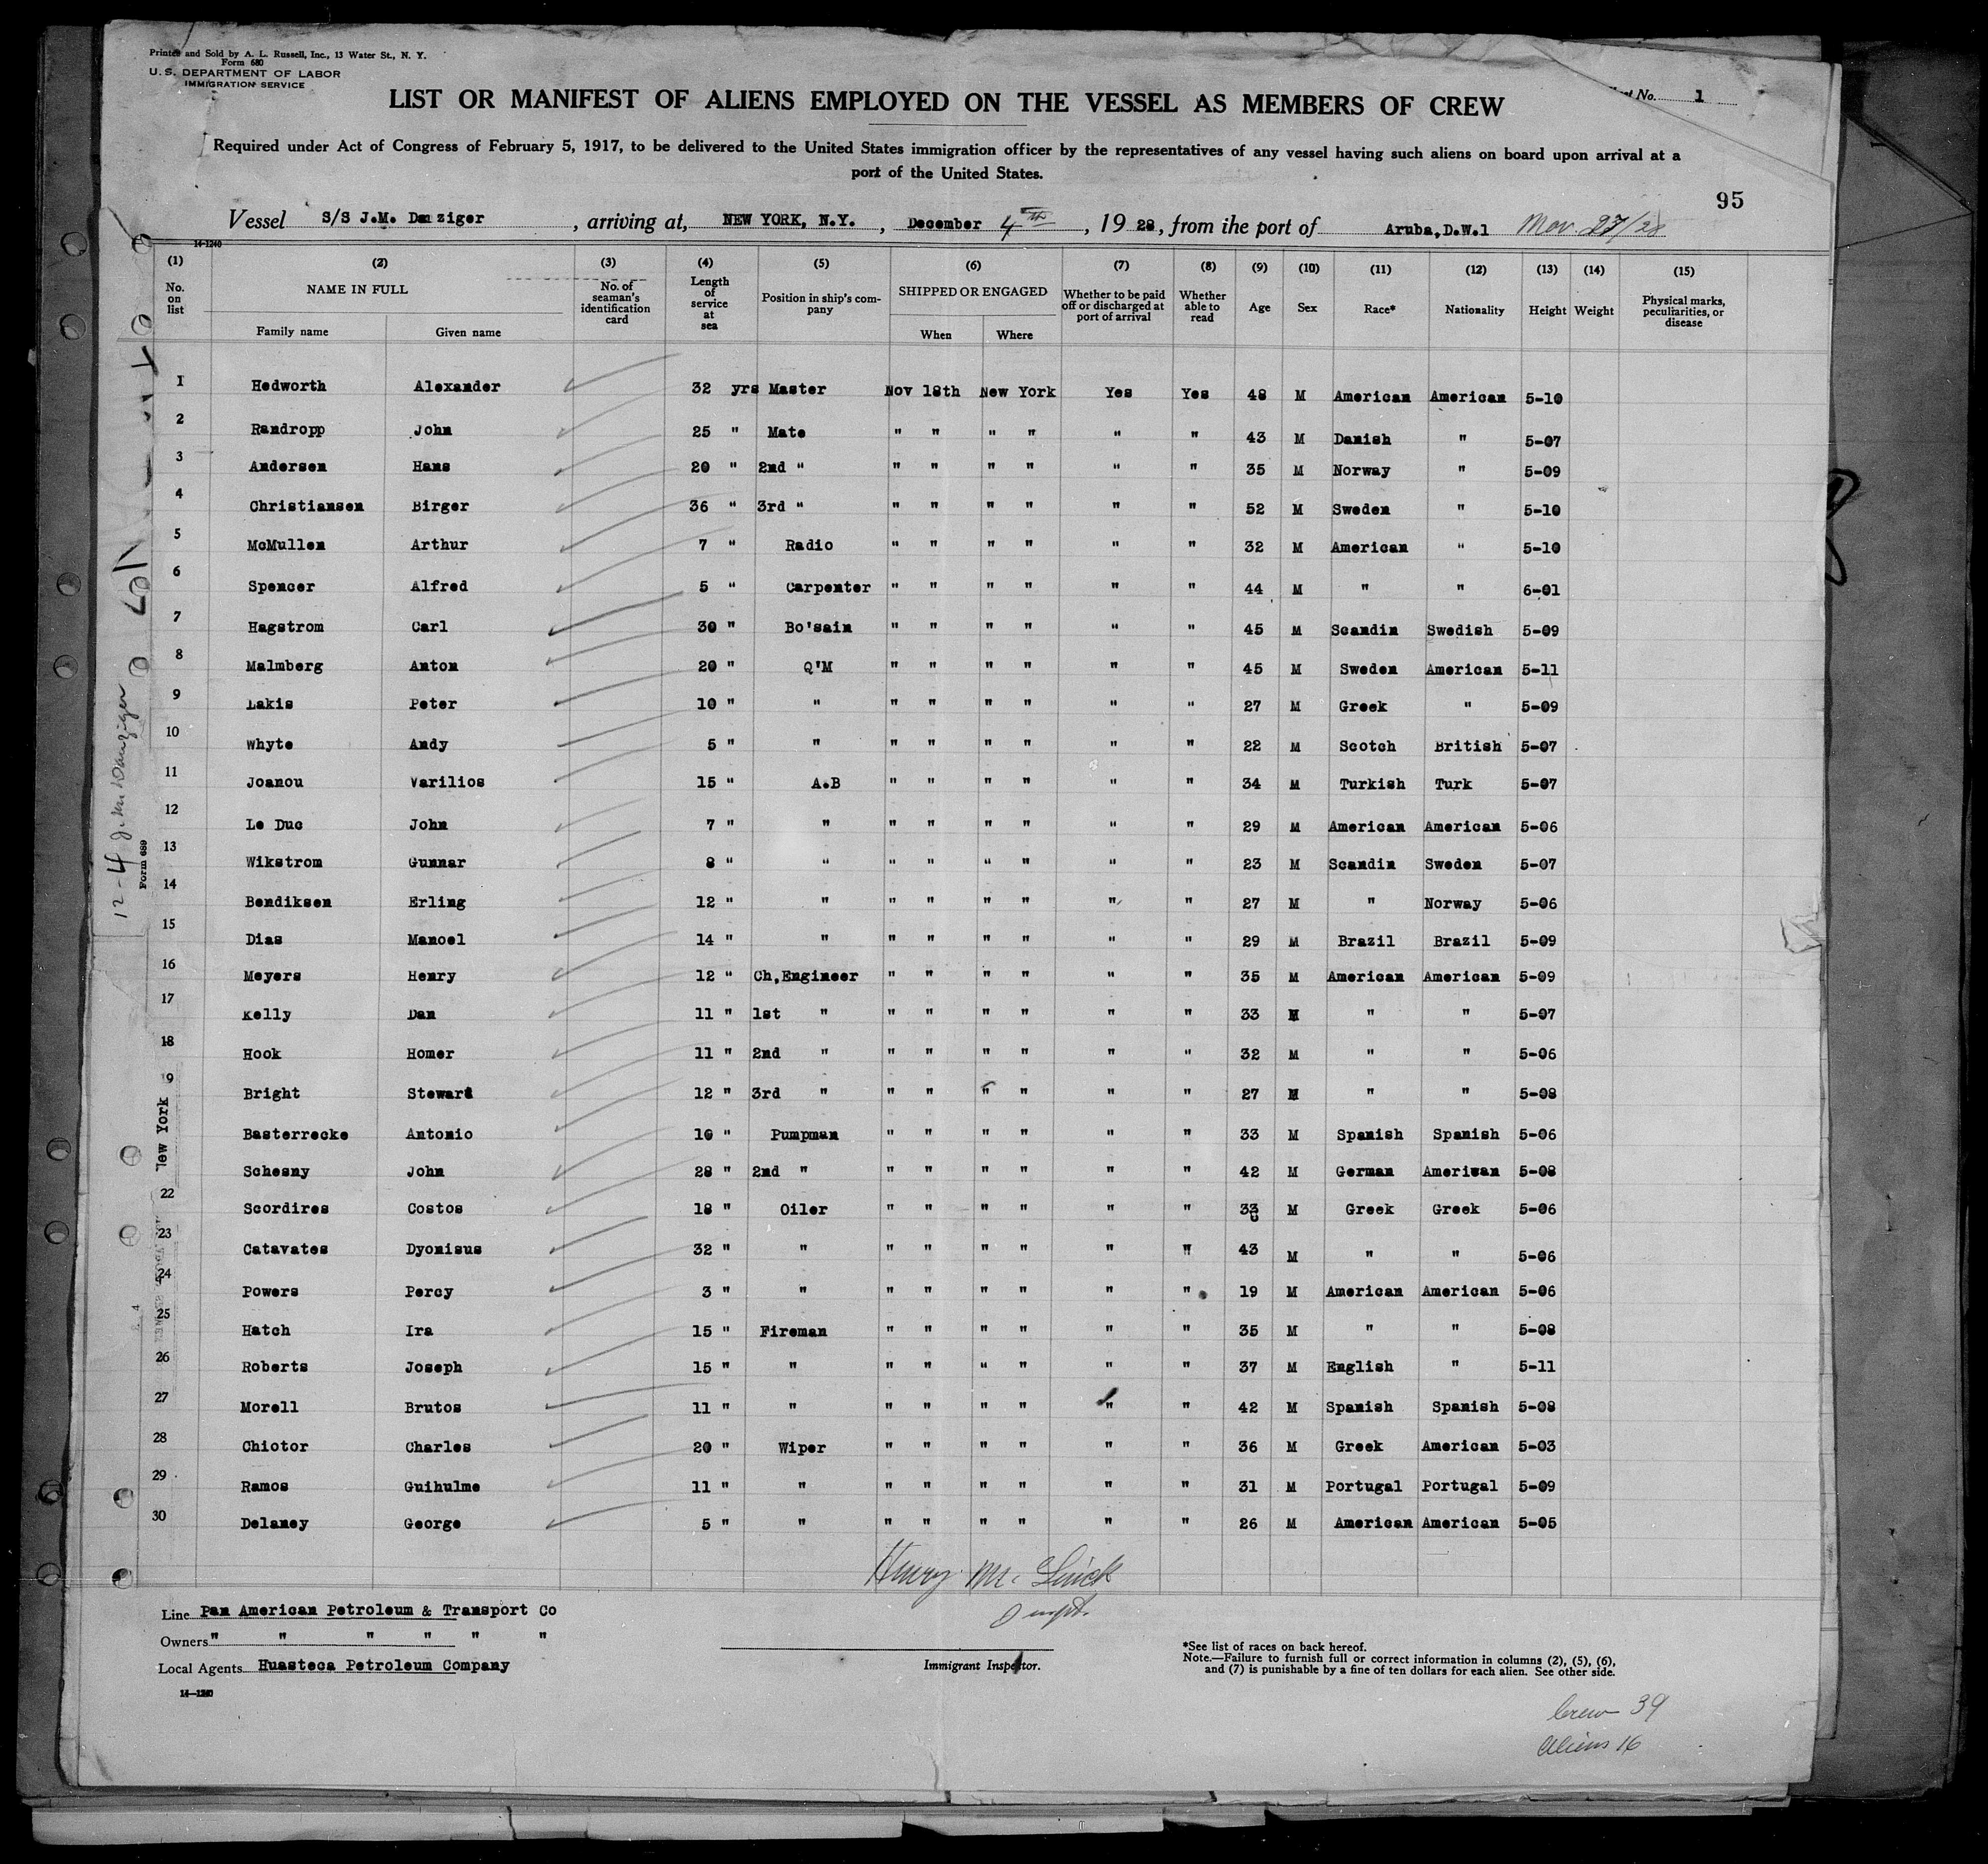 Printed and Sold by A. L. Russell, Inc., 13 Water St., N. Y.
Form 680
U. S. DEPARTMENT OF LABOR
IMMIGRATION SERVICE
No. 1
LIST OR MANIFEST OF ALIENS EMPLOYED ON THE VESSEL AS MEMBERS OF CREW
Required under Act of Congress of February 5, 1917, to be delivered to the United States immigration officer by the representatives of any vessel having such aliens on board upon arrival at a
port of the United States.
95
Vessel S/S J.M. Danziger, arriving at, NEW YORK, N.Y., December 4th, 1928, from the port of Aruba,D.W.1 Nov. 27/28
14-1240
(1) (2) (3) (4) (5) (6) (7) (8) (9) (10) (11) (12) (13) (14) (15)
No. on list NAME IN FULL Family name Given name No. of seaman's identification card Length of service at sea Position in ship's company SHIPPED OR ENGAGED When Where Whether to be paid off or discharged at port of arrival Whether able to read Age Sex Race* Nationality Height Weight Physical marks, peculiarities, or disease
1 Hedworth Alexander 32 yrs Master Nov 18th New York Yes Yes 48 M American American 5-10
2 Randropp John 25 " Mate " " " " " " 43 M Danish " 5-07
3 Andersen Hans 20 " 2nd " " " " " " " 35 M Norway " 5-09
4 Christiansen Birger 36 " 3rd " " " " " " " 52 M Sweden " 5-10
5 McMullen Arthur 7 " Radio " " " " " " 32 M American " 5-10
6 Spencer Alfred 5 " Carpenter " " " " " " 44 M " " 6-01
7 Hagstrom Carl 30 " Bo'sain " " " " " " 45 M Scandin Swedish 5-09
8 Malmberg Anton 20 " Q'M " " " " " " 45 M Sweden American 5-11
9 Lakis Peter 10 " " " " " " " " 27 M Greek " 5-09
10 Whyte Andy 5 " " " " " " " " 22 M Scotch British 5-07
11 Joanou Varilios 15 " A.B " " " " " " 34 M Turkish Turk 5-07
12 Le Duc John 7 " " " " " " " " 29 M American American 5-06
13 Wikstrom Gunnar 8 " " " " " " " " 23 M Scandin Sweden 5-07
14 Bendiksen Erling 12 " " " " " " " " 27 M " Norway 5-06
15 Dias Manoel 14 " " " " " " " " 29 M Brazil Brazil 5-09
16 Meyers Henry 12 " Ch,Engineer " " " " " " 35 M American American 5-09
17 Kelly Dan 11 " 1st " " " " " " " 33 M " " 5-07
18 Hook Homer 11 " 2nd " " " " " " " 32 M " " 5-06
9 Bright Steward 12 " 3rd " " " " " " " 27 M " " 5-08
Basterrecke Antonio 10 " Pumpman " " " " " " 33 M Spanish Spanish 5-06
Schesny John 28 " 2nd " " " " " " " 42 M German Ameriwan 5-08
22 Scordires Costos 18 " Oiler " " " " " " 33 M Greek Greek 5-06
23 Catavates Dyonisus 32 " " " " " " " " 43 M " " 5-06
24 Powers Percy 3 " " " " " " " " 19 M American American 5-06
25 Hatch Ira 15 " Fireman " " " " " " 35 M " " 5-08
26 Roberts Joseph 15 " " " " " " " " 37 M English " 5-11
27 Morell Brutos 11 " " " " " " " " 42 M Spanish Spanish 5-08
28 Chiotor Charles 20 " Wiper " " " " " " 36 M Greek American 5-03
29 Ramos Guihulme 11 " " " " " " " " 31 M Portugal Portugal 5-09
30 Delaney George 5 " " " " " " " " 26 M American American 5-05
Henry Mc
Line Pan American Petroleum & Transport Co
Owners " " " " " "
Local Agents Huasteca Petroleum Company
14-1240
Immigrant Inspector.
*See list of races on back hereof.
Note.—Failure to furnish full or correct information in columns (2), (5), (6),
and (7) is punishable by a fine of ten dollars for each alien. See other side.
Crew 39
Aliens 16
12-4 J. M. Danziger
Form 689
New York